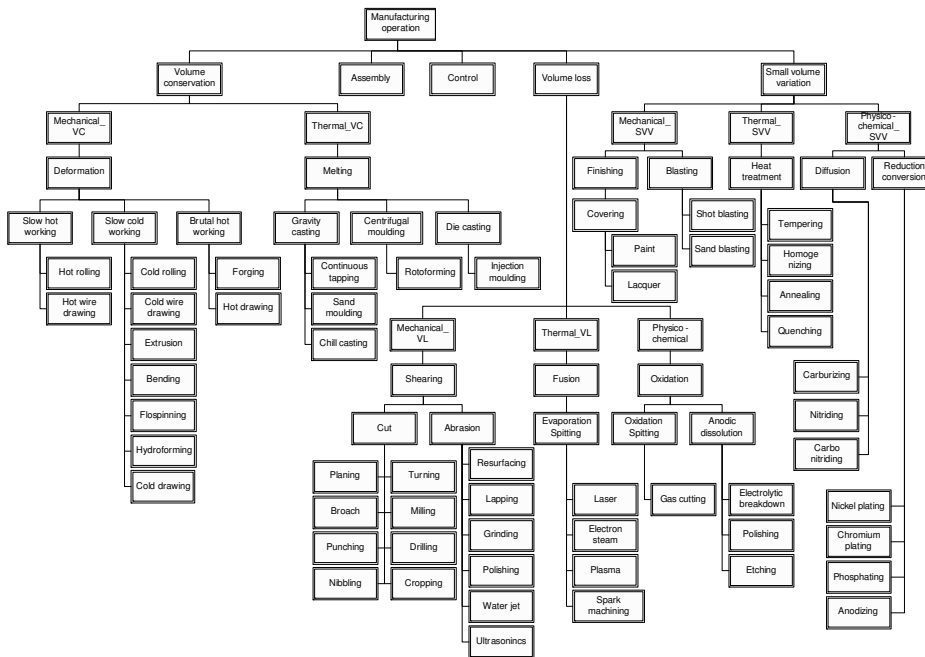 Manufacturing
operation
Volume
conservation
Assembly
Control
Volume loss
Small volume
variation
Mechanical_
VC
Thermal_VC
Mechanical_
SVV
Thermal_
SVV
Physico -
chemical_SVV
Deformation
Melting
Finishing
Blasting
Heat
treatment
Diffusion
Reduction
conversion
Slow hot
working
Slow cold
working
Brutal hot
working
Gravity
casting
Centrifugal
moulding
Die casting
Covering
Shot blasting
Sand blasting
Paint
Lacquer
Tempering
Homoge
nizing
Annealing
Quenching
Hot rolling
Hot wire
drawing
Cold rolling
Cold wire
drawing
Extrusion
Bending
Flospinning
Hydroforming
Cold drawing
Forging
Hot drawing
Continuous
tapping
Sand
moulding
Chill casting
Rotoforming
Injection
moulding
Mechanical_
VL
Thermal_VL
Physico -
chemical
Shearing
Fusion
Oxidation
Cut
Abrasion
Evaporation
Spitting
Oxidation
Spitting
Anodic
dissolution
Carburizing
Nitriding
Carbo
nitriding
Planing
Broach
Punching
Nibbling
Turning
Milling
Drilling
Cropping
Resurfacing
Lapping
Grinding
Polishing
Water jet
Ultrasonincs
Laser
Electron
steam
Plasma
Spark
machining
Gas cutting
Electrolytic
breakdown
Polishing
Etching
Nickel plating
Chromium
plating
Phosphating
Anodizing